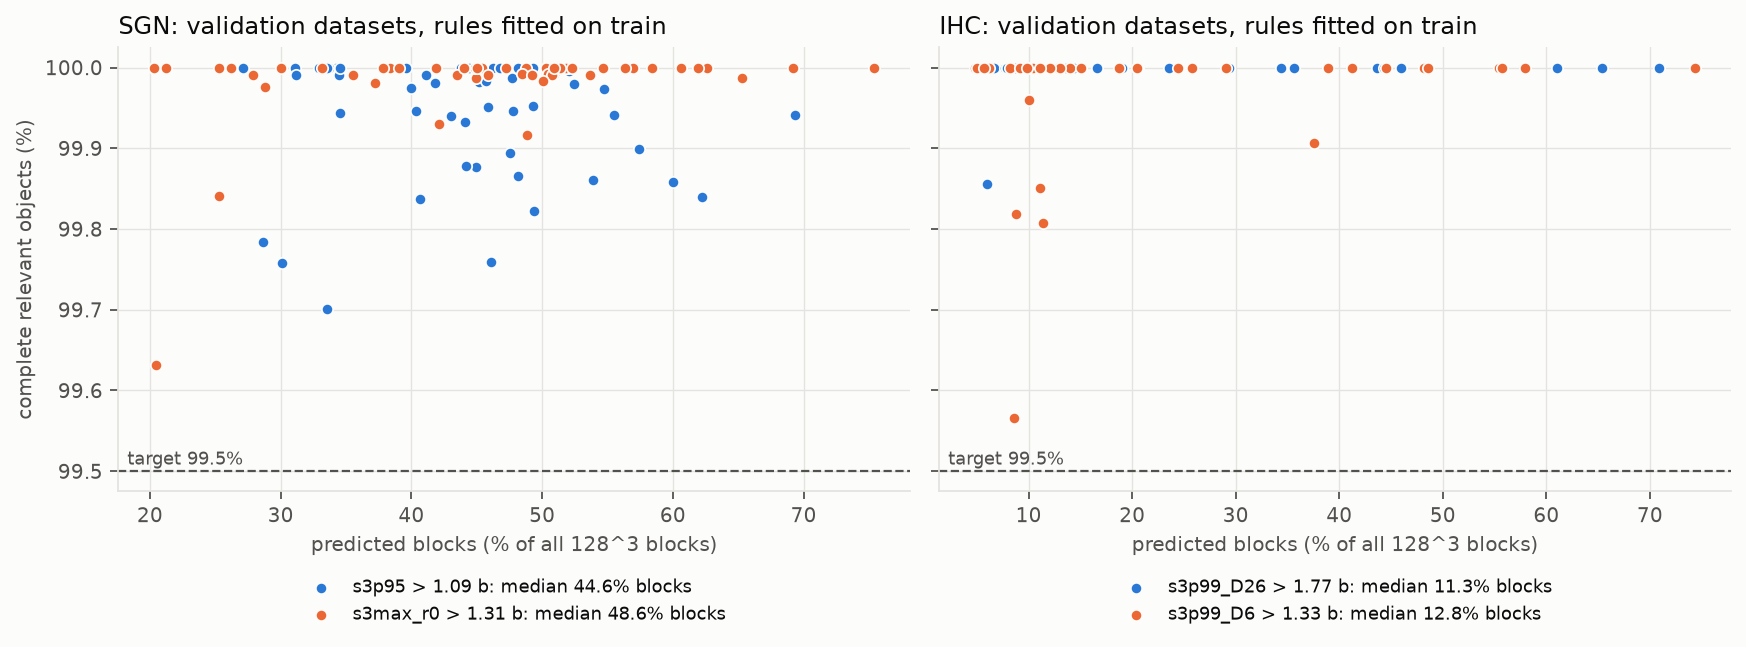 SGN: validation datasets, rules fitted on train
IHC: validation datasets, rules fitted on train
complete relevant objects (%)
100.0
99.9
99.8
99.7
99.6
99.5
target 99.5%
target 99.5%
20 30 40 50 60 70
10 20 30 40 50 60 70
predicted blocks (% of all 128^3 blocks)
predicted blocks (% of all 128^3 blocks)
s3p95 > 1.09 b: median 44.6% blocks
s3max_r0 > 1.31 b: median 48.6% blocks
s3p99_D26 > 1.77 b: median 11.3% blocks
s3p99_D6 > 1.33 b: median 12.8% blocks